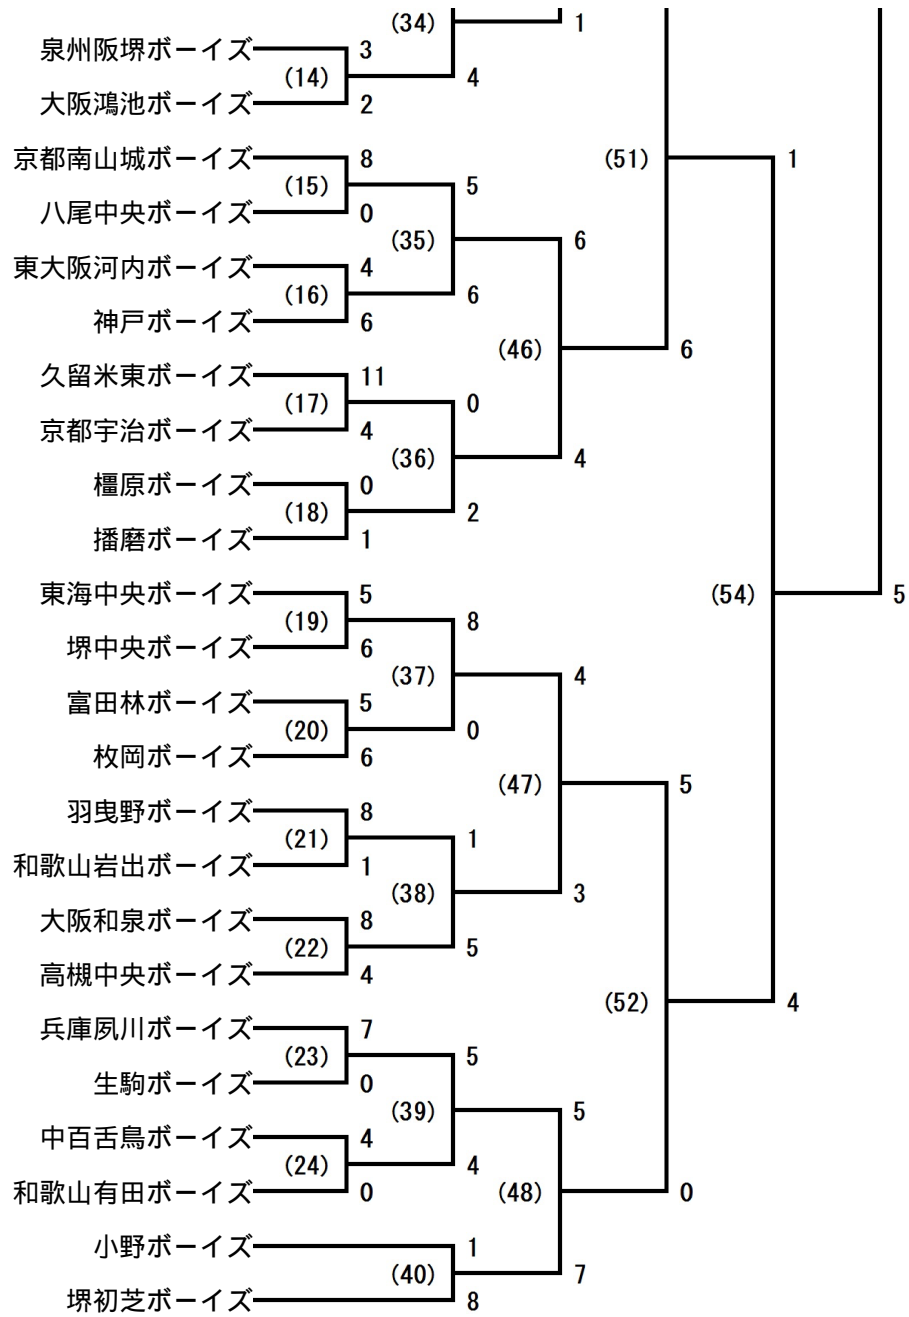 (34) 1
泉州阪堺ボーイズ 3
(14) 4
大阪鴻池ボーイズ 2
京都南山城ボーイズ 8 (51) 1
(15) 5
八尾中央ボーイズ 0
(35) 6
東大阪河内ボーイズ 4
(16) 6
神戸ボーイズ 6
(46) 6
久留米東ボーイズ 11
(17) 0
京都宇治ボーイズ 4
(36) 4
橿原ボーイズ 0
(18) 2
播磨ボーイズ 1
東海中央ボーイズ 5 (54) 5
(19) 8
堺中央ボーイズ 6
(37) 4
富田林ボーイズ 5
(20) 0
枚岡ボーイズ 6
(47) 5
羽曳野ボーイズ 8
(21) 1
和歌山岩出ボーイズ 1
(38) 3
大阪和泉ボーイズ 8
(22) 5
高槻中央ボーイズ 4
(52) 4
兵庫夙川ボーイズ 7
(23) 5
生駒ボーイズ 0
(39) 5
中百舌鳥ボーイズ 4
(24) 4
和歌山有田ボーイズ 0 (48) 0
小野ボーイズ 1
(40) 7
堺初芝ボーイズ 8